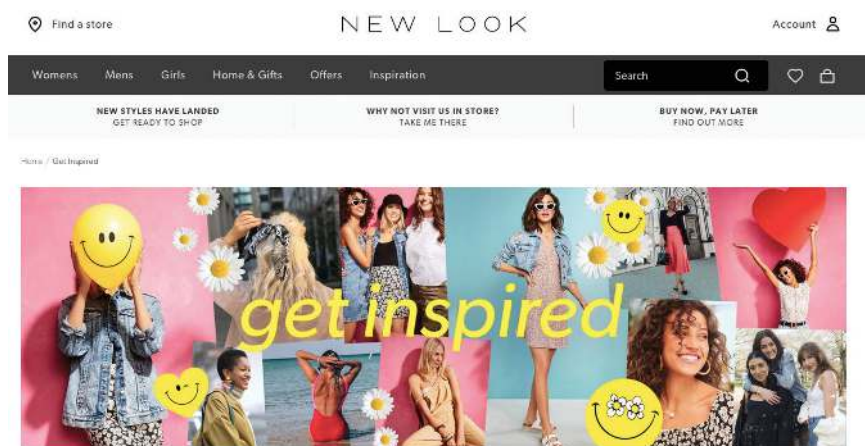 Find a store
NEW LOOK
Account
Womens Mens Girls Home & Gifts Offers Inspiration
Search
NEW STYLES HAVE LANDED
GET READY TO SHOP
WHY NOT VISIT US IN STORE?
TAKE ME THERE
BUY NOW, PAY LATER
FIND OUT MORE
Home / Get Inspired
get inspired